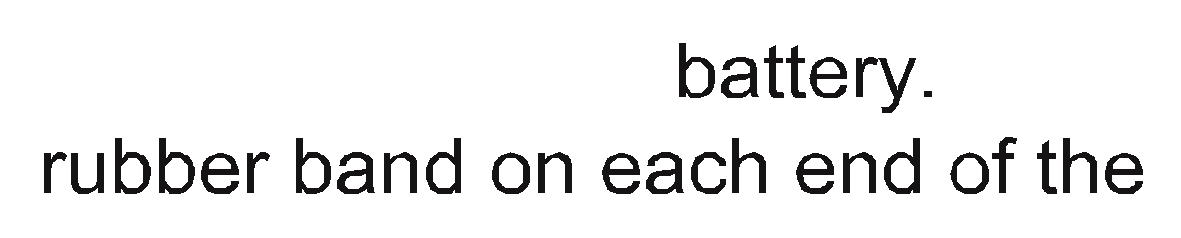 battery.
rubber band on each end of the